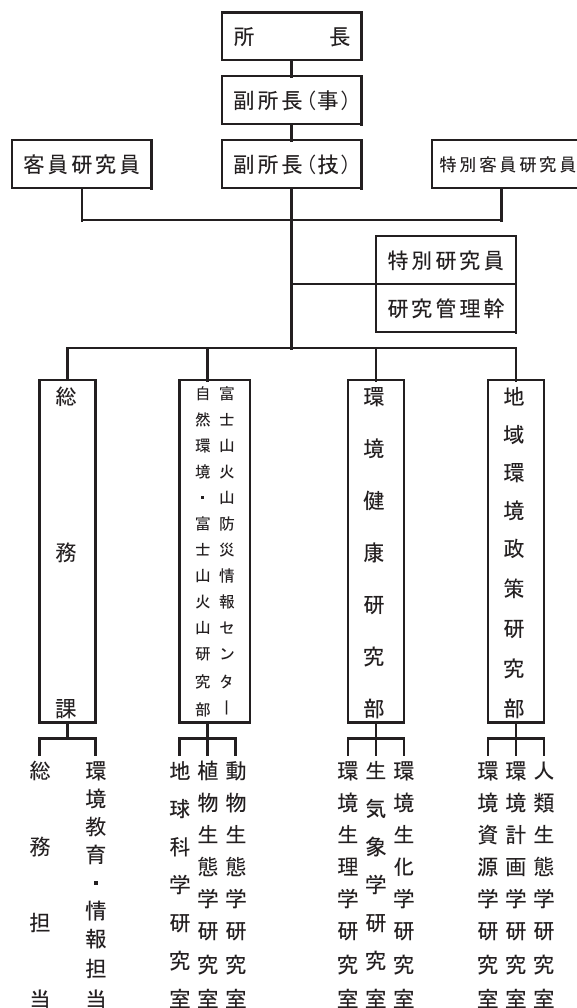 所長
副所長(事)
客員研究員
副所長(技)
特別客員研究員
特別研究員
研究管理幹
総務課
富士山火山防災情報センター
自然環境・富士山火山研究部
環境健康研究部
地域環境政策研究部
総務担当
環境教育・情報担当
地球科学研究室
植物生態学研究室
動物生態学研究室
環境生理学研究室
生気象学研究室
環境生化学研究室
環境資源学研究室
環境計画学研究室
人類生態学研究室